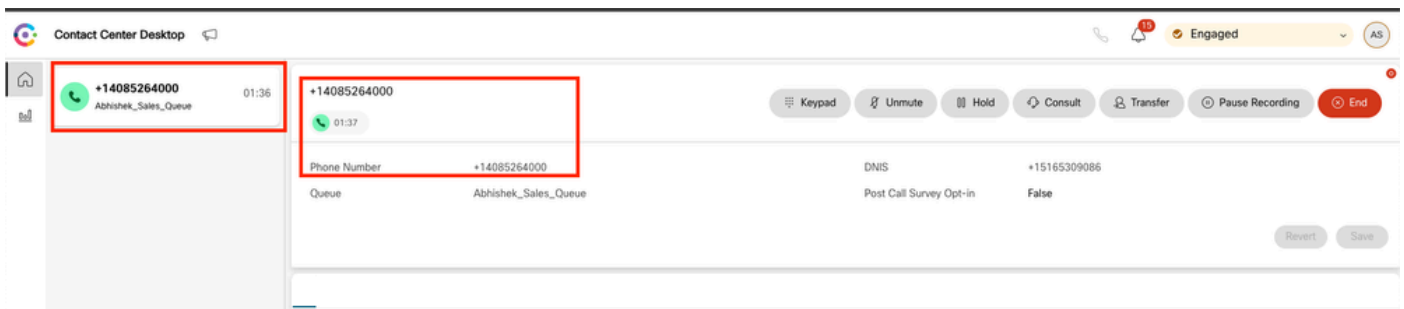 Contact Center Desktop
15
Engaged
AS
+14085264000
01:36
Abhishek_Sales_Queue
+14085264000
01:37
Keypad
Unmute
Hold
Consult
Transfer
Pause Recording
End
Phone Number +14085264000
DNIS +15165309086
Queue Abhishek_Sales_Queue
Post Call Survey Opt-in False
Revert
Save